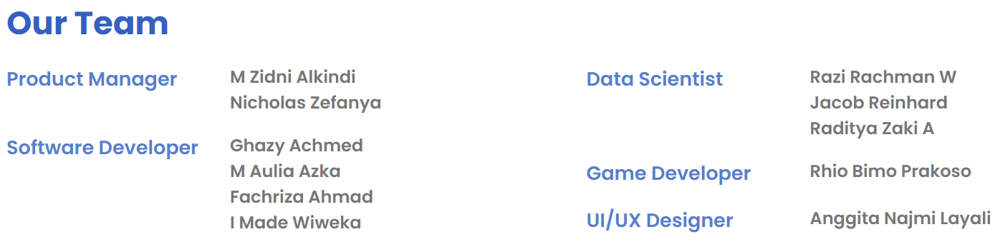 Our Team
Product Manager
M Zidni Alkindi
Nicholas Zefanya
Software Developer
Ghazy Achmed
M Aulia Azka
Fachriza Ahmad
I Made Wiweka
Data Scientist
Razi Rachman W
Jacob Reinhard
Raditya Zaki A
Game Developer
Rhio Bimo Prakoso
UI/UX Designer
Anggita Najmi Layali